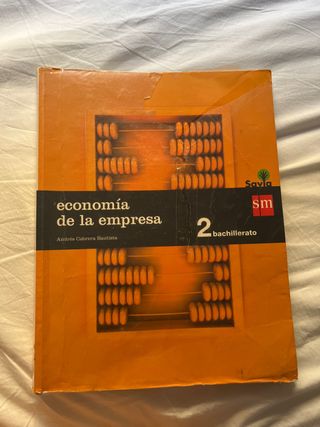 Savia
sm
economía
de la empresa
Andrés Cabrera Bautista
2 bachillerato